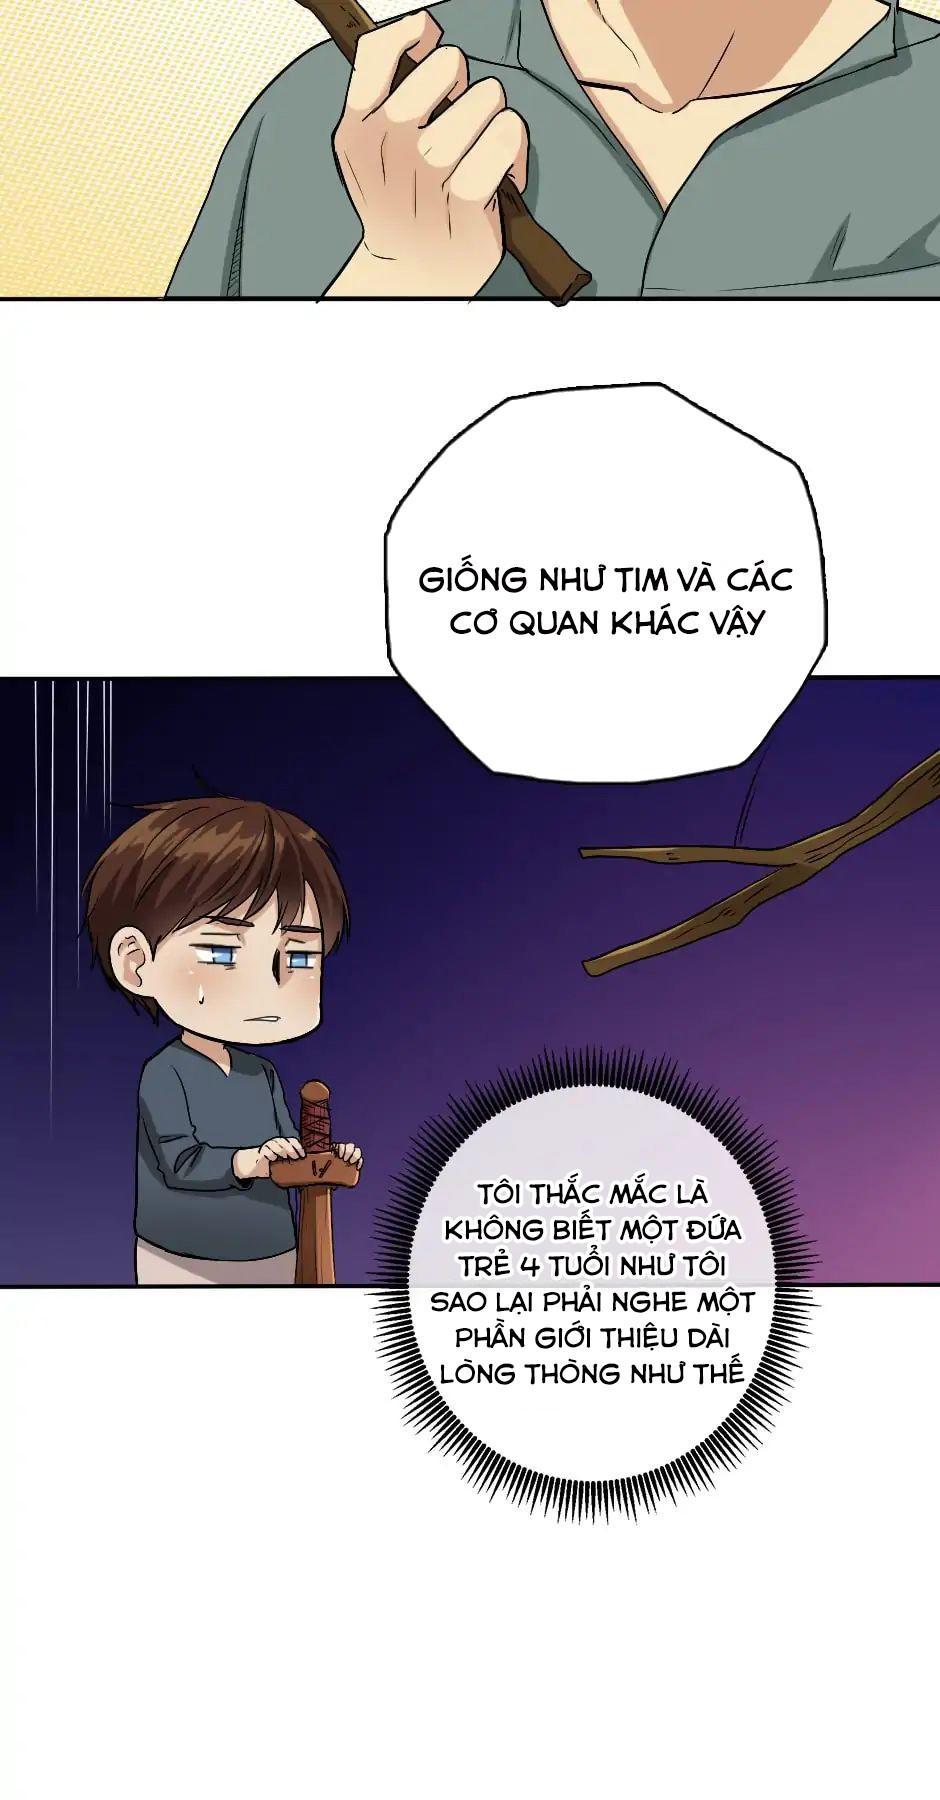 GIỐNG NHƯ TIM VÀ CÁC
CƠ QUAN KHÁC VẬY
TÔI THẮC MẮC LÀ
KHÔNG BIẾT MỘT ĐỨA
TRẺ 4 TUỔI NHƯ TÔI
SAO LẠI PHẢI NGHE MỘT
PHẦN GIỚI THIỆU DÀI
LÒNG THÒNG NHƯ THẾ